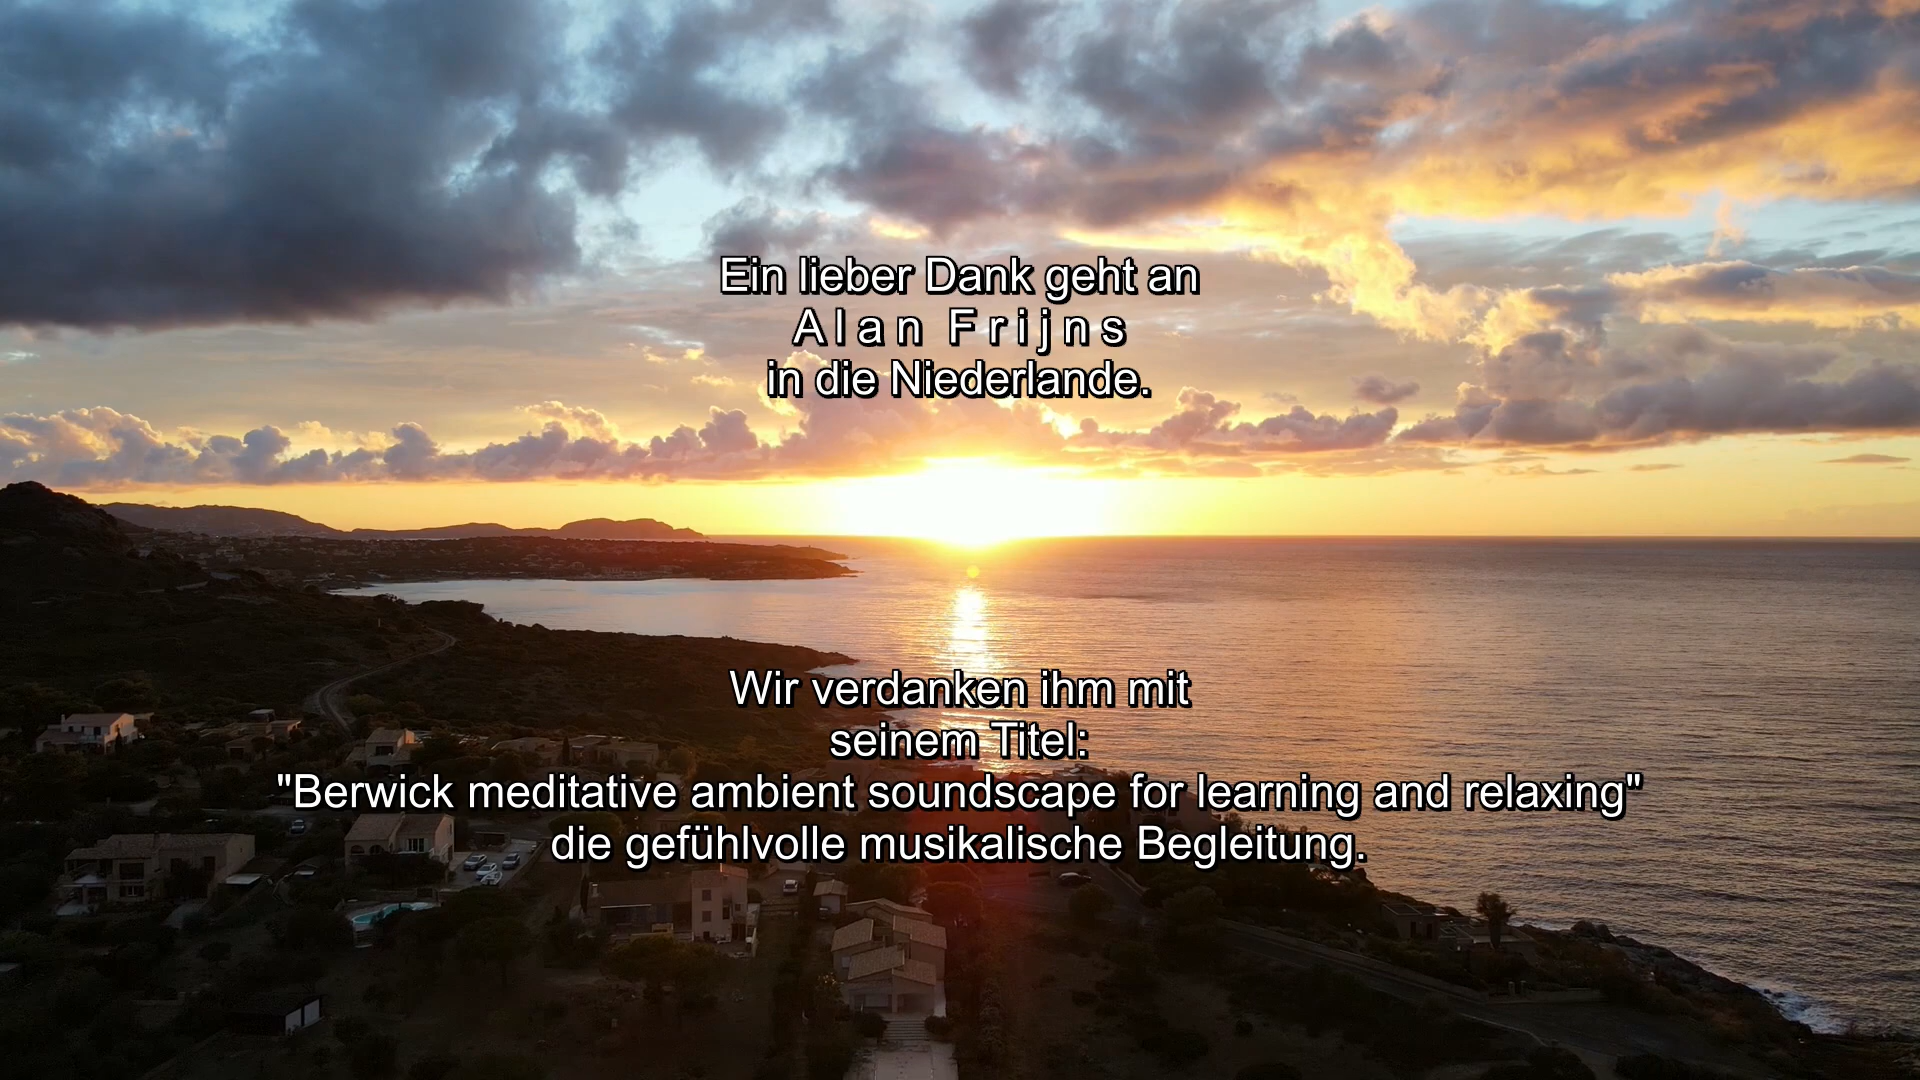 Ein lieber Dank geht an
A l a n  F r i j n s
in die Niederlande.
Wir verdanken ihm mit
seinem Titel:
"Berwick meditative ambient soundscape for learning and relaxing"
die gefühlvolle musikalische Begleitung.